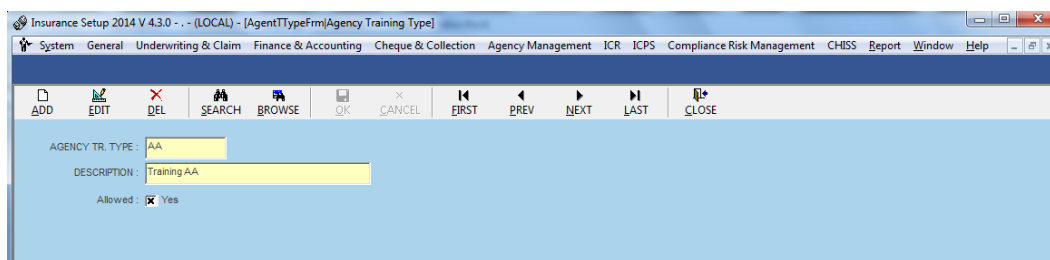 Insurance Setup 2014 V 4.3.0 - . - (LOCAL) - [AgentTTypeFrm|Agency Training Type]
System General Underwriting & Claim Finance & Accounting Cheque & Collection Agency Management ICR ICPS Compliance Risk Management CHISS Report Window Help
ADD EDIT DEL SEARCH BROWSE OK CANCEL FIRST PREV NEXT LAST CLOSE
AGENCY TR. TYPE : AA
DESCRIPTION : Training AA
Allowed : Yes